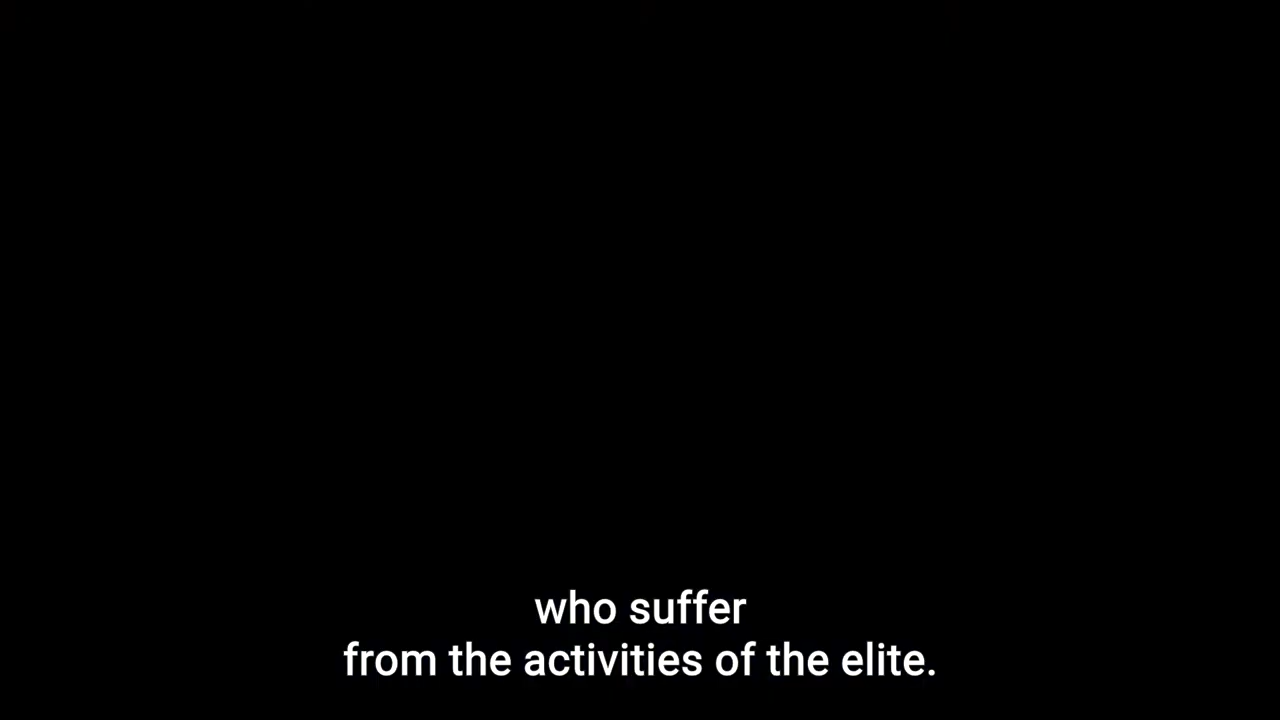 who suffer
from the activities of the elite.